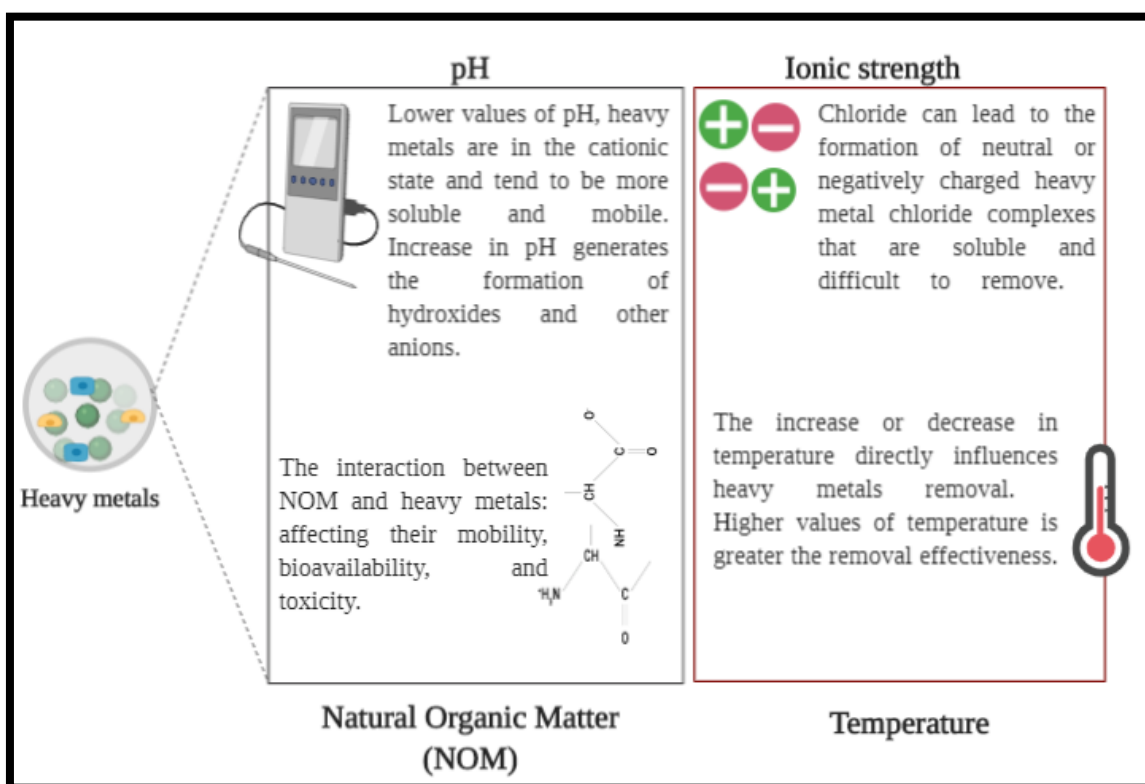 pH
Lower values of pH, heavy
metals are in the cationic
state and tend to be more
soluble and mobile.
Increase in pH generates
the formation of
hydroxides and other
anions.
Ionic strength
Chloride can lead to the
formation of neutral or
negatively charged heavy
metal chloride complexes
that are soluble and
difficult to remove.
Heavy metals
The interaction between
NOM and heavy metals:
affecting their mobility,
bioavailability, and
toxicity.
O
C
O
CH
NH
CH
⁺H₃N
C
O
Natural Organic Matter
(NOM)
The increase or decrease in
temperature directly influences
heavy metals removal.
Higher values of temperature is
greater the removal effectiveness.
Temperature